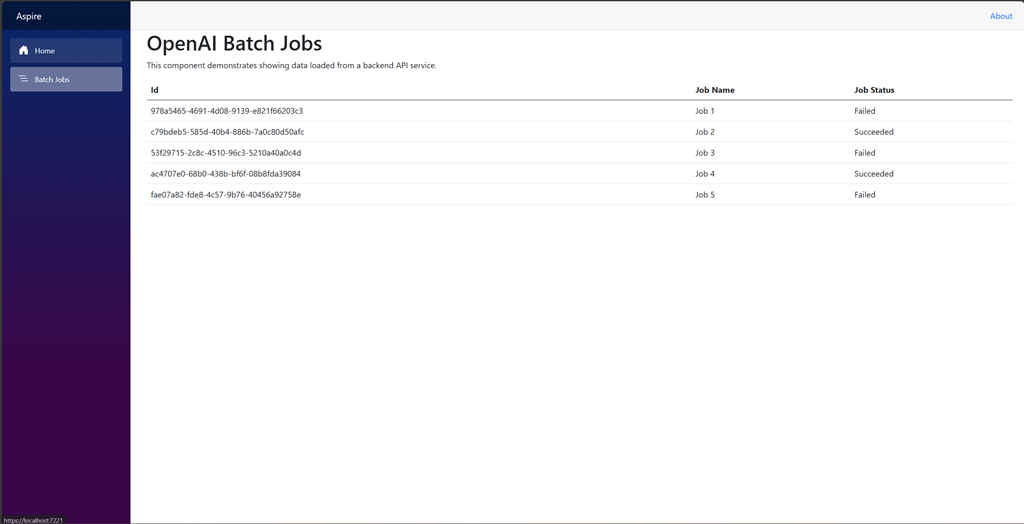 Aspire
About
Home
Batch Jobs
OpenAI Batch Jobs
This component demonstrates showing data loaded from a backend API service.
Id Job Name Job Status
978a5465-4691-4d08-9139-e821f66203c3 Job 1 Failed
c79bdeb5-585d-40b4-886b-7a0c80d50afc Job 2 Succeeded
53f29715-2c8c-4510-96c3-5210a40a0c4d Job 3 Failed
ac4707e0-68b0-438b-bf6f-08b8fda39084 Job 4 Succeeded
fae07a82-fde8-4c57-9b76-40456a92758e Job 5 Failed
https://localhost:7221